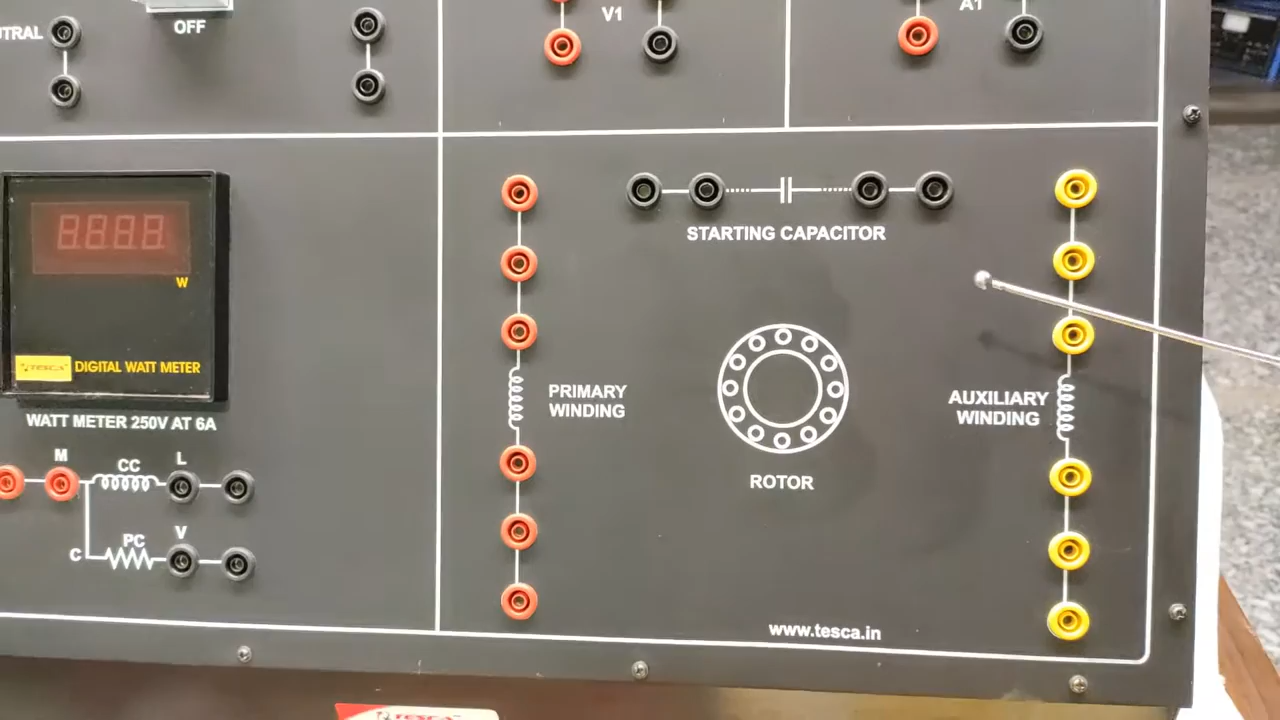 OFF
V1
A1
W
TESCA
DIGITAL WATT METER
WATT METER 250V AT 6A
M
CC
L
C
PC
V
STARTING CAPACITOR
PRIMARY
WINDING
AUXILIARY
WINDING
ROTOR
www.tesca.in
TESCA